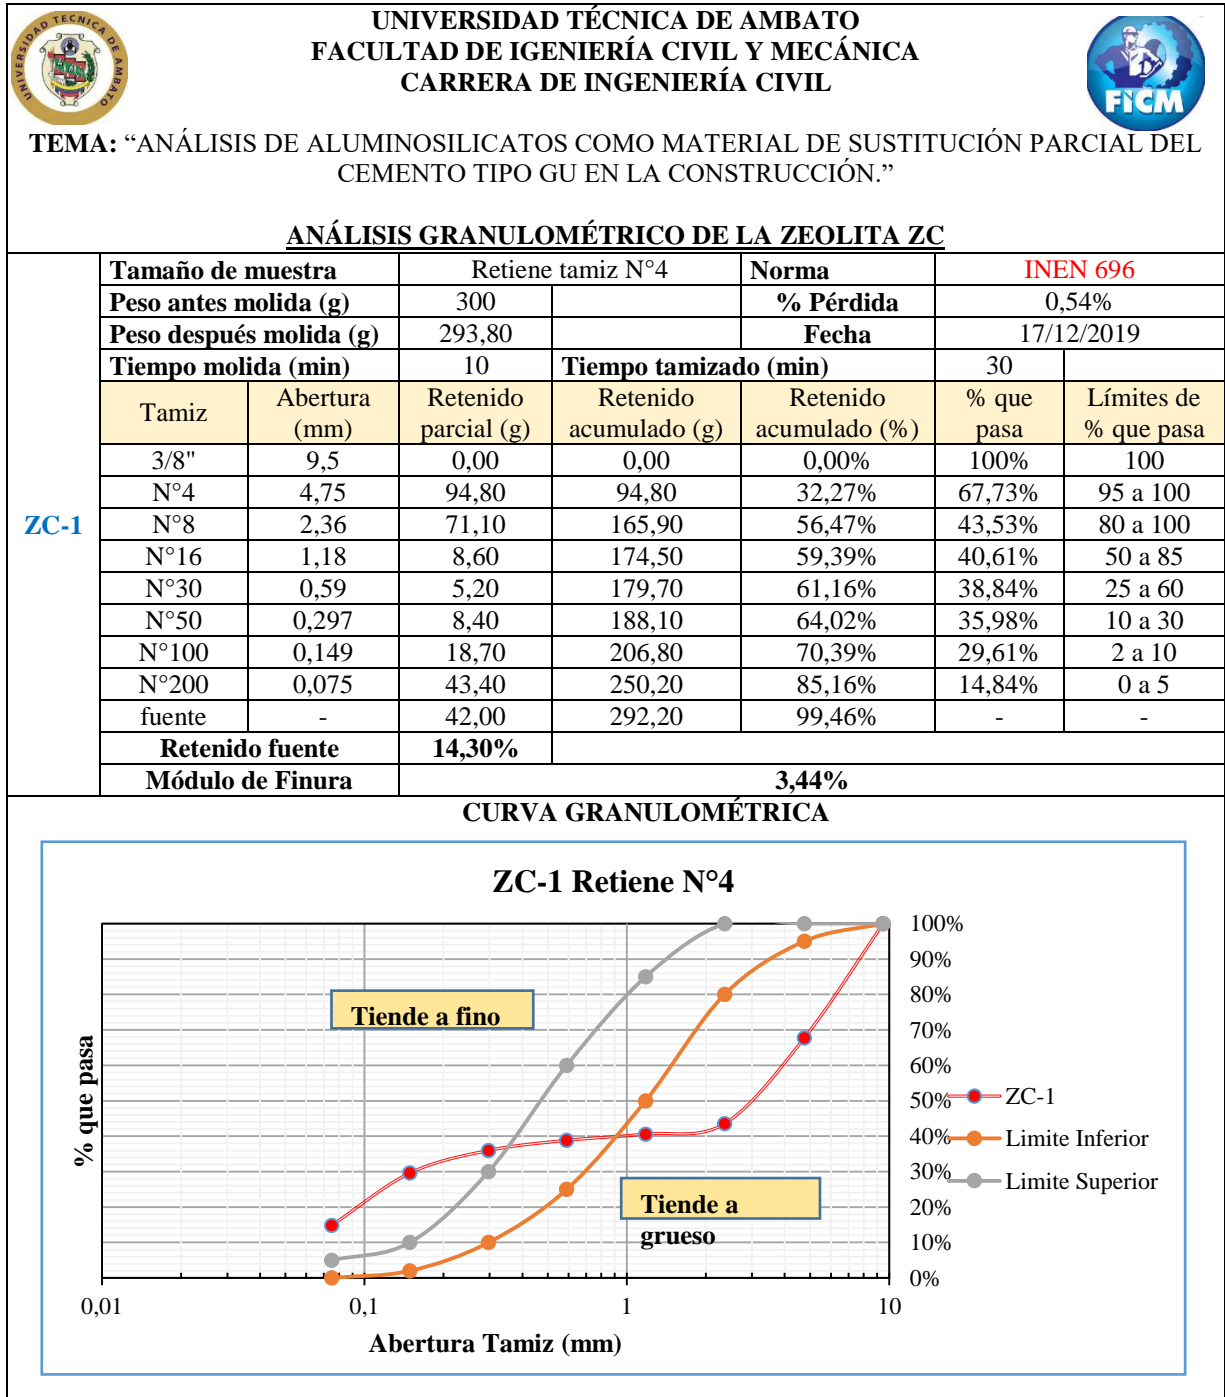 UNIVERSIDAD TECNICA DE AMBATO
UNIVERSIDAD TÉCNICA DE AMBATO
FACULTAD DE IGENIERÍA CIVIL Y MECÁNICA
CARRERA DE INGENIERÍA CIVIL
FICM
TEMA: “ANÁLISIS DE ALUMINOSILICATOS COMO MATERIAL DE SUSTITUCIÓN PARCIAL DEL
CEMENTO TIPO GU EN LA CONSTRUCCIÓN.”
ANÁLISIS GRANULOMÉTRICO DE LA ZEOLITA ZC
Tamaño de muestra Retiene tamiz N°4 Norma INEN 696
Peso antes molida (g) 300 % Pérdida 0,54%
Peso después molida (g) 293,80 Fecha 17/12/2019
Tiempo molida (min) 10 Tiempo tamizado (min) 30
Tamiz Abertura (mm) Retenido parcial (g) Retenido acumulado (g) Retenido acumulado (%) % que pasa Límites de % que pasa
3/8" 9,5 0,00 0,00 0,00% 100% 100
N°4 4,75 94,80 94,80 32,27% 67,73% 95 a 100
ZC-1 N°8 2,36 71,10 165,90 56,47% 43,53% 80 a 100
N°16 1,18 8,60 174,50 59,39% 40,61% 50 a 85
N°30 0,59 5,20 179,70 61,16% 38,84% 25 a 60
N°50 0,297 8,40 188,10 64,02% 35,98% 10 a 30
N°100 0,149 18,70 206,80 70,39% 29,61% 2 a 10
N°200 0,075 43,40 250,20 85,16% 14,84% 0 a 5
fuente - 42,00 292,20 99,46% - -
Retenido fuente 14,30%
Módulo de Finura 3,44%
CURVA GRANULOMÉTRICA
ZC-1 Retiene N°4
100%
90%
80%
70%
60%
50%
40%
30%
20%
10%
0%
% que pasa
Tiende a fino
Tiende a
grueso
ZC-1
Limite Inferior
Limite Superior
0,01 0,1 1 10
Abertura Tamiz (mm)